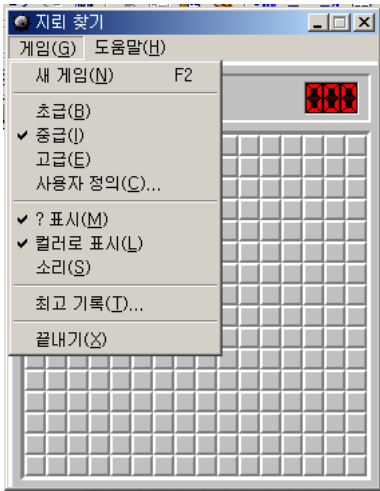 지뢰 찾기
게임(G) 도움말(H)
새 게임(N) F2
초급(B)
중급(I)
고급(E)
사용자 정의(C)...
? 표시(M)
컬러로 표시(L)
소리(S)
최고 기록(T)...
끝내기(X)